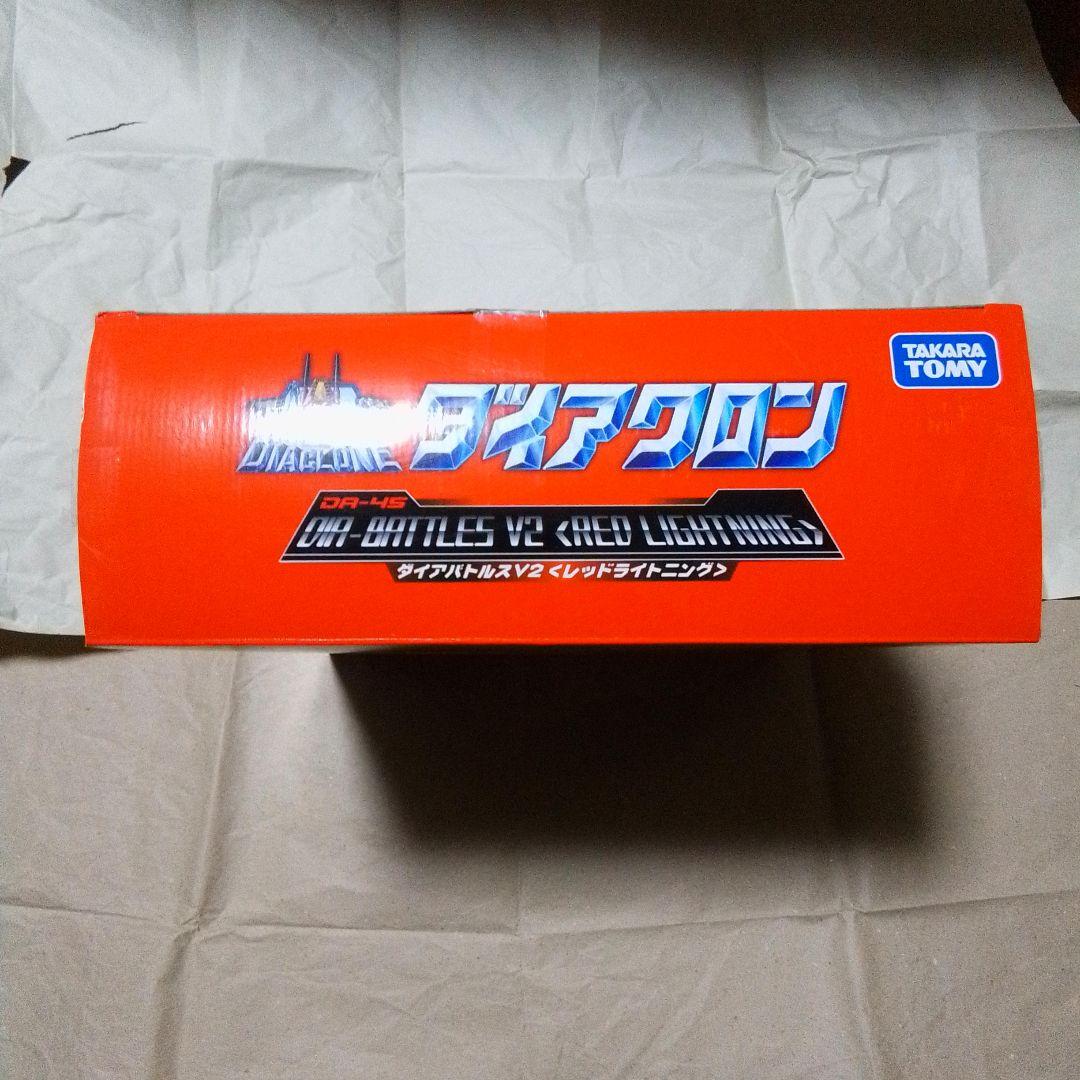 TAKARA
TOMY
DIACLONE
ダイアクロン
DA-45
DIA-BATTLES V2 <RED LIGHTNING>
ダイアバトルスV2 <レッドライトニング>